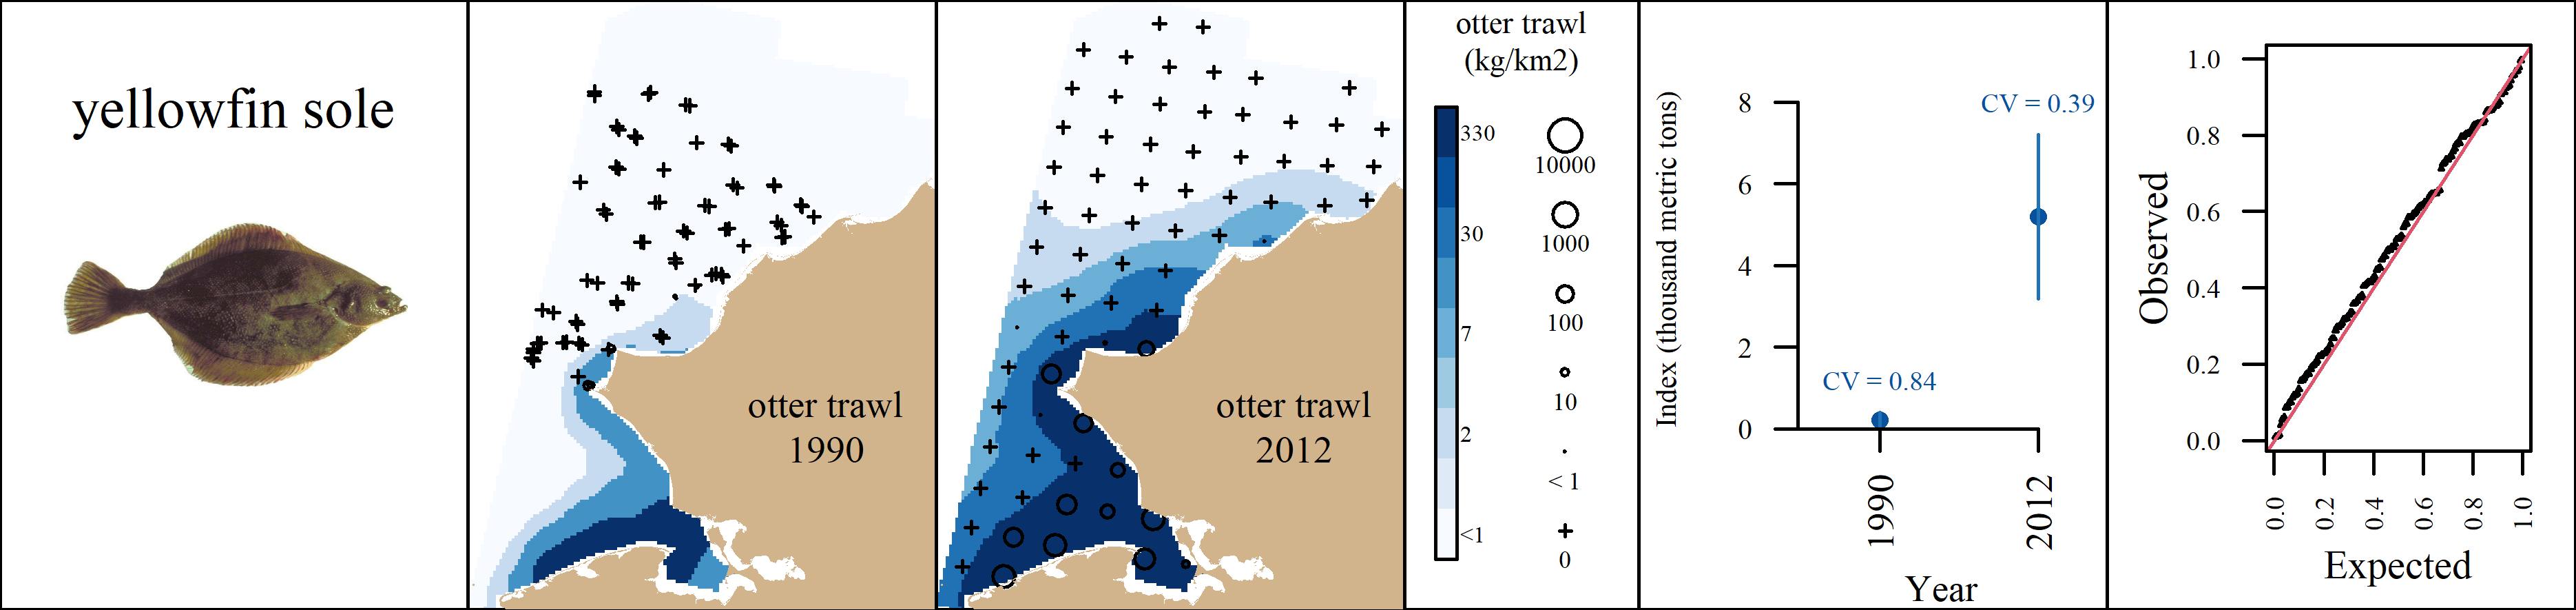 yellowfin sole
otter trawl
1990
otter trawl
2012
otter trawl
(kg/km2)
330
30
7
2
<1
10000
1000
100
10
< 1
0
Index (thousand metric tons)
8
6
4
2
0
CV = 0.84
CV = 0.39
1990
2012
Year
Observed
1.0
0.8
0.6
0.4
0.2
0.0
0.0
0.2
0.4
0.6
0.8
1.0
Expected